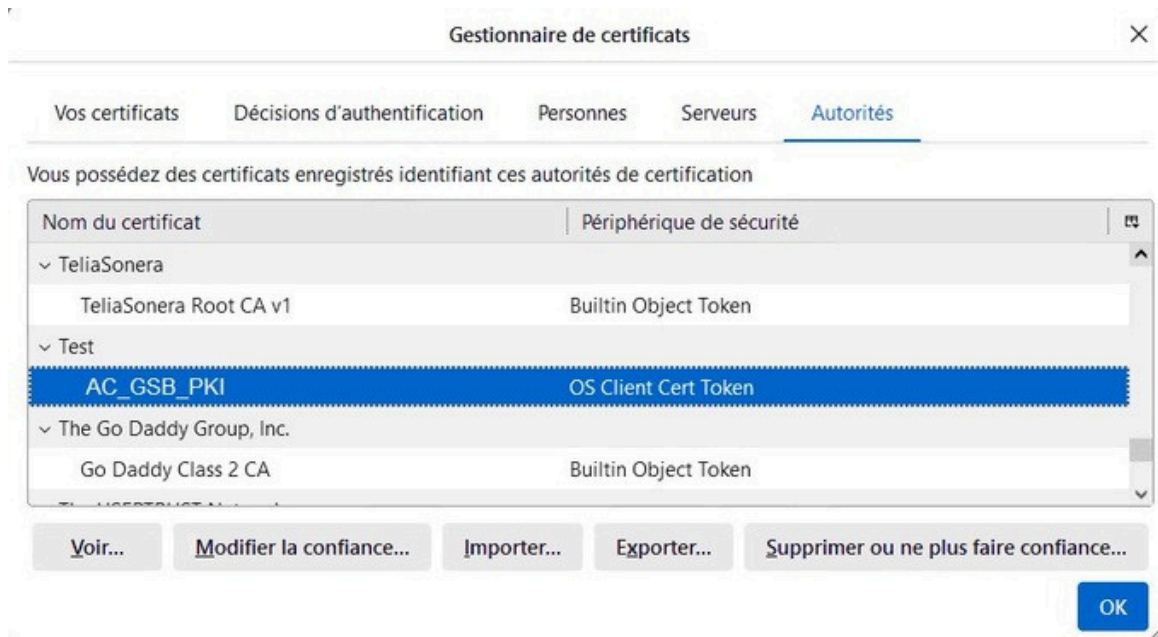 Gestionnaire de certificats
Vos certificats Décisions d'authentification Personnes Serveurs Autorités
Vous possédez des certificats enregistrés identifiant ces autorités de certification
Nom du certificat Périphérique de sécurité
TeliaSonera
TeliaSonera Root CA v1 Builtin Object Token
Test
AC_GSB_PKI OS Client Cert Token
The Go Daddy Group, Inc.
Go Daddy Class 2 CA Builtin Object Token
Voir... Modifier la confiance... Importer... Exporter... Supprimer ou ne plus faire confiance...
OK